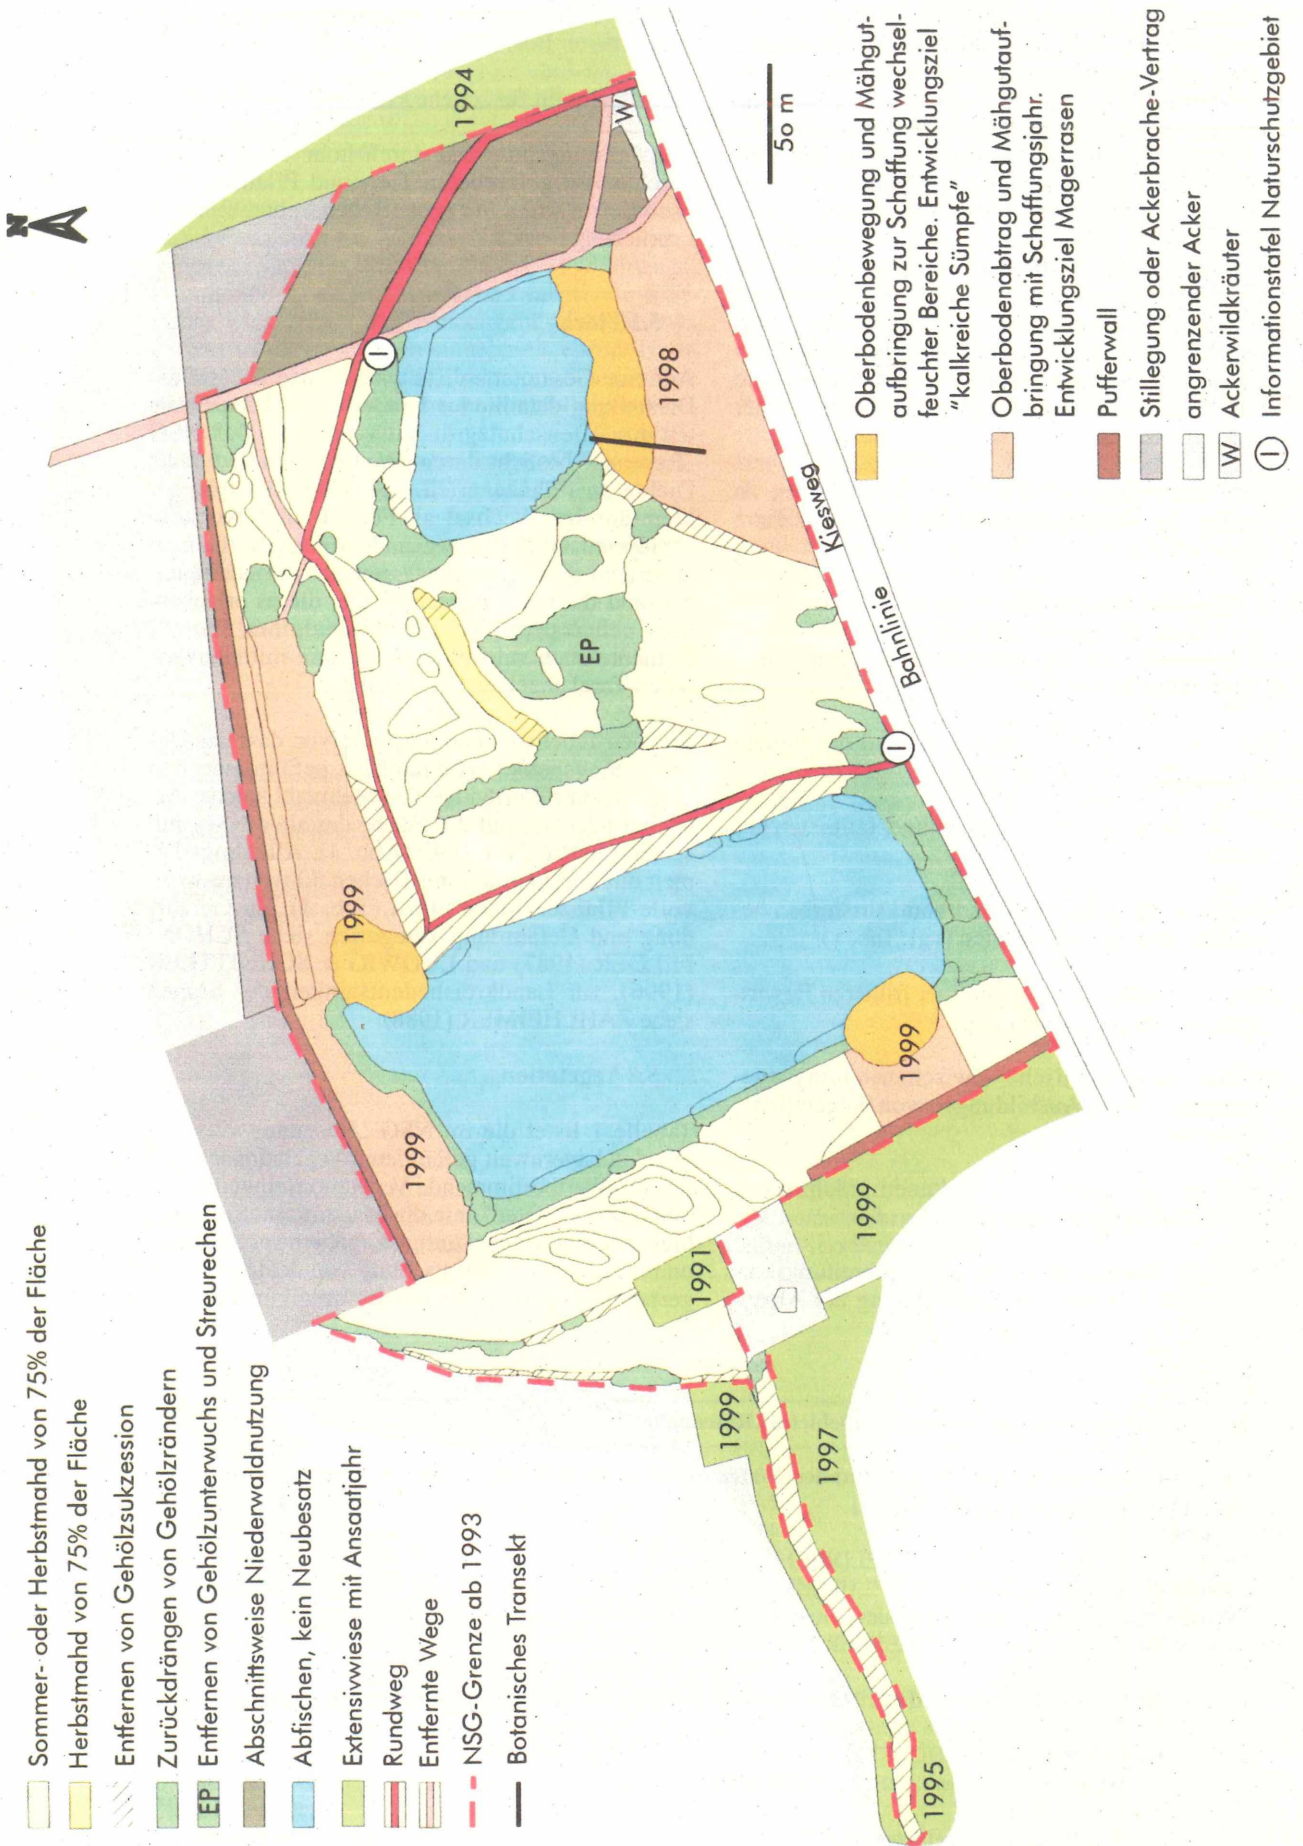 Sommer- oder Herbstmahd von 75% der Fläche
Herbstmahd von 75% der Fläche
Entfernen von Gehölzsukzession
Zurückdrängen von Gehölzrändern
EP Entfernen von Gehölzunterwuchs und Streurechen
Abschnittsweise Niederwaldnutzung
Abfischen, kein Neubesatz
Extensivwiese mit Ansaatjahr
Rundweg
Entfernte Wege
NSG-Grenze ab 1993
Botanisches Transekt
N
1994
W
I
1998
EP
1999
1999
1999
1999
1991
1999
1997
1995
I
Kiesweg
Bahnlinie
5o m
Oberbodenbewegung und Mähgut-
aufbringung zur Schaffung wechsel-
feuchter Bereiche. Entwicklungsziel
“kalkreiche Sümpfe”
Oberbodenabtrag und Mähgutauf-
bringung mit Schaffungsjahr.
Entwicklungsziel Magerrasen
Pufferwall
Stillegung oder Ackerbrache-Vertrag
angrenzender Acker
W Ackerwildkräuter
I Informationstafel Naturschutzgebiet